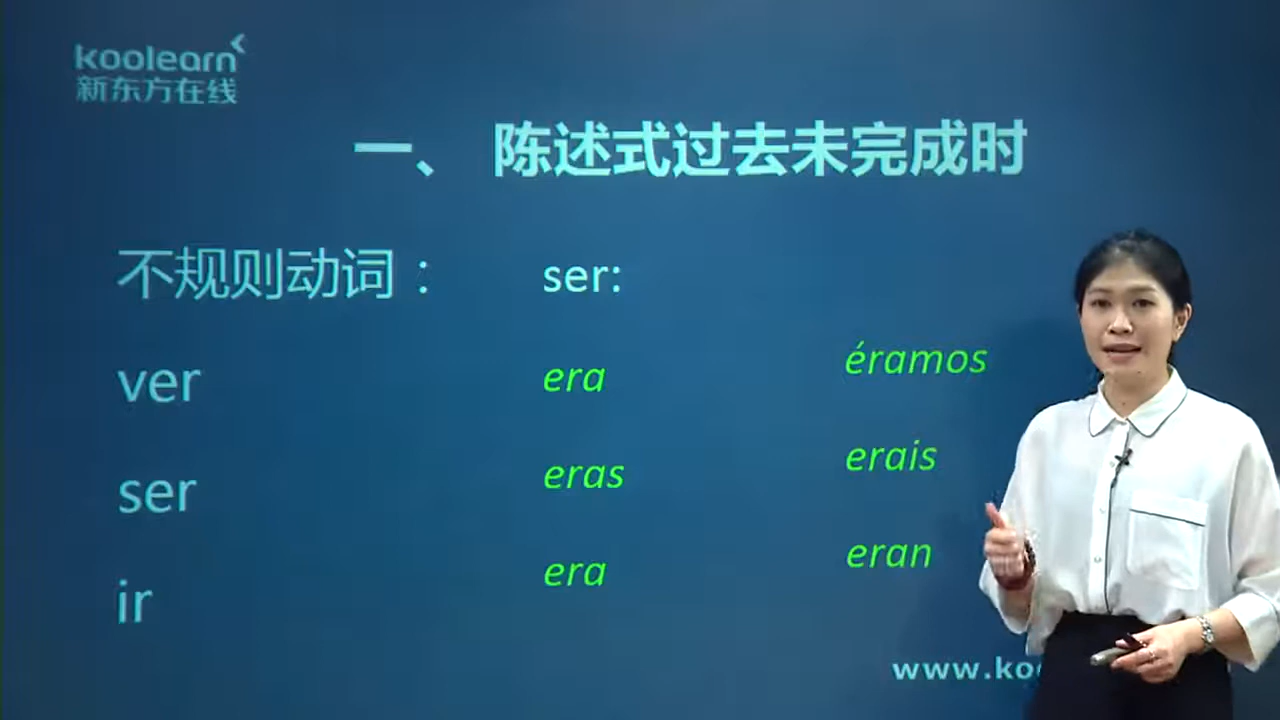 koolearn
新东方在线
一、 陈述式过去未完成时
不规则动词： ser:
ver era éramos
ser eras erais
ir era eran
www.koo